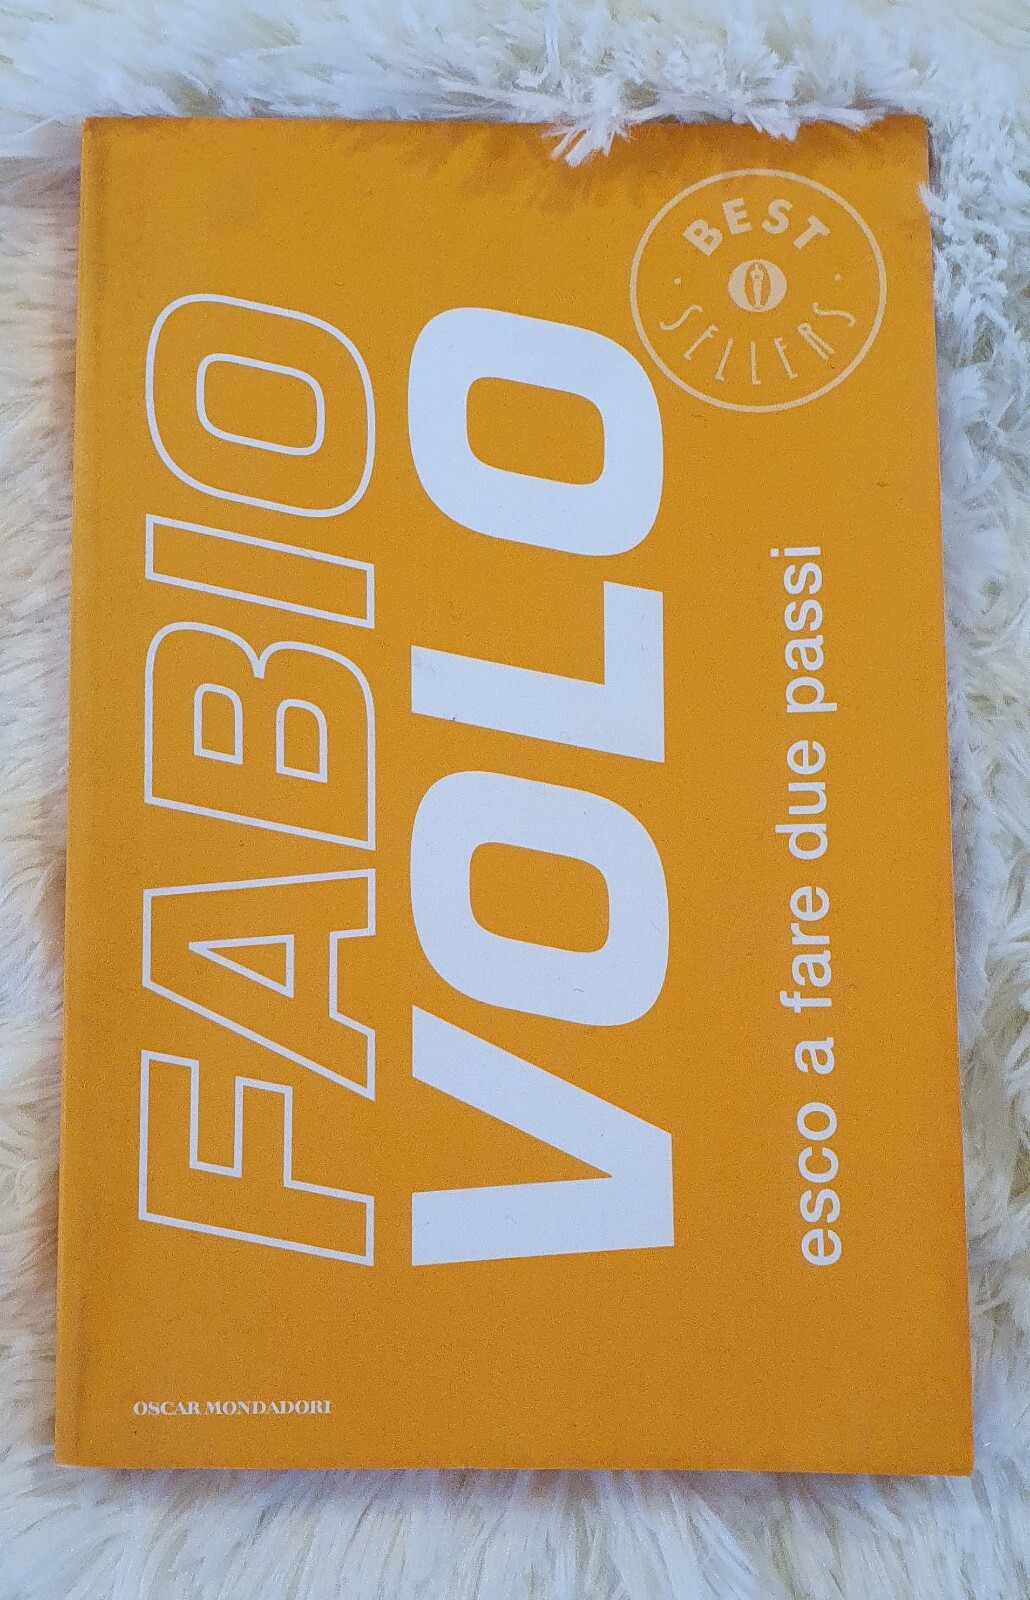 BEST
SELLERS
FABIO
VOLO
esco a fare due passi
OSCAR MONDADORI